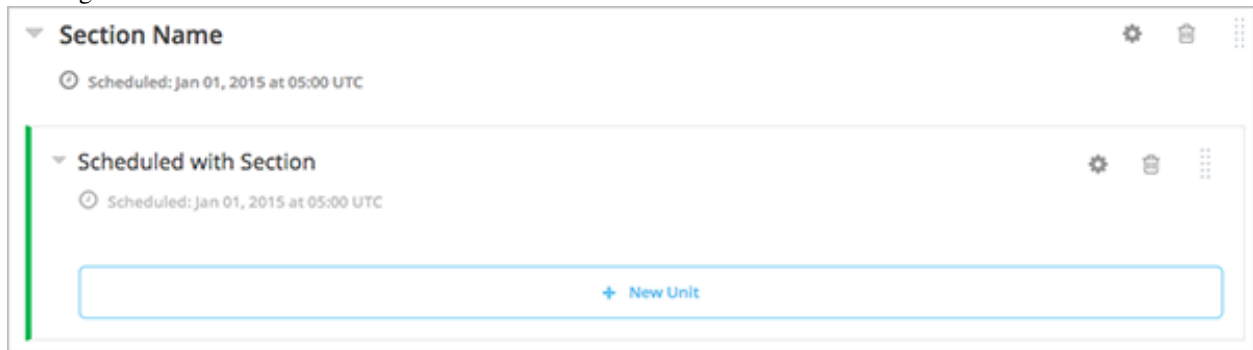 Section Name
Scheduled: Jan 01, 2015 at 05:00 UTC
Scheduled with Section
Scheduled: Jan 01, 2015 at 05:00 UTC
+ New Unit